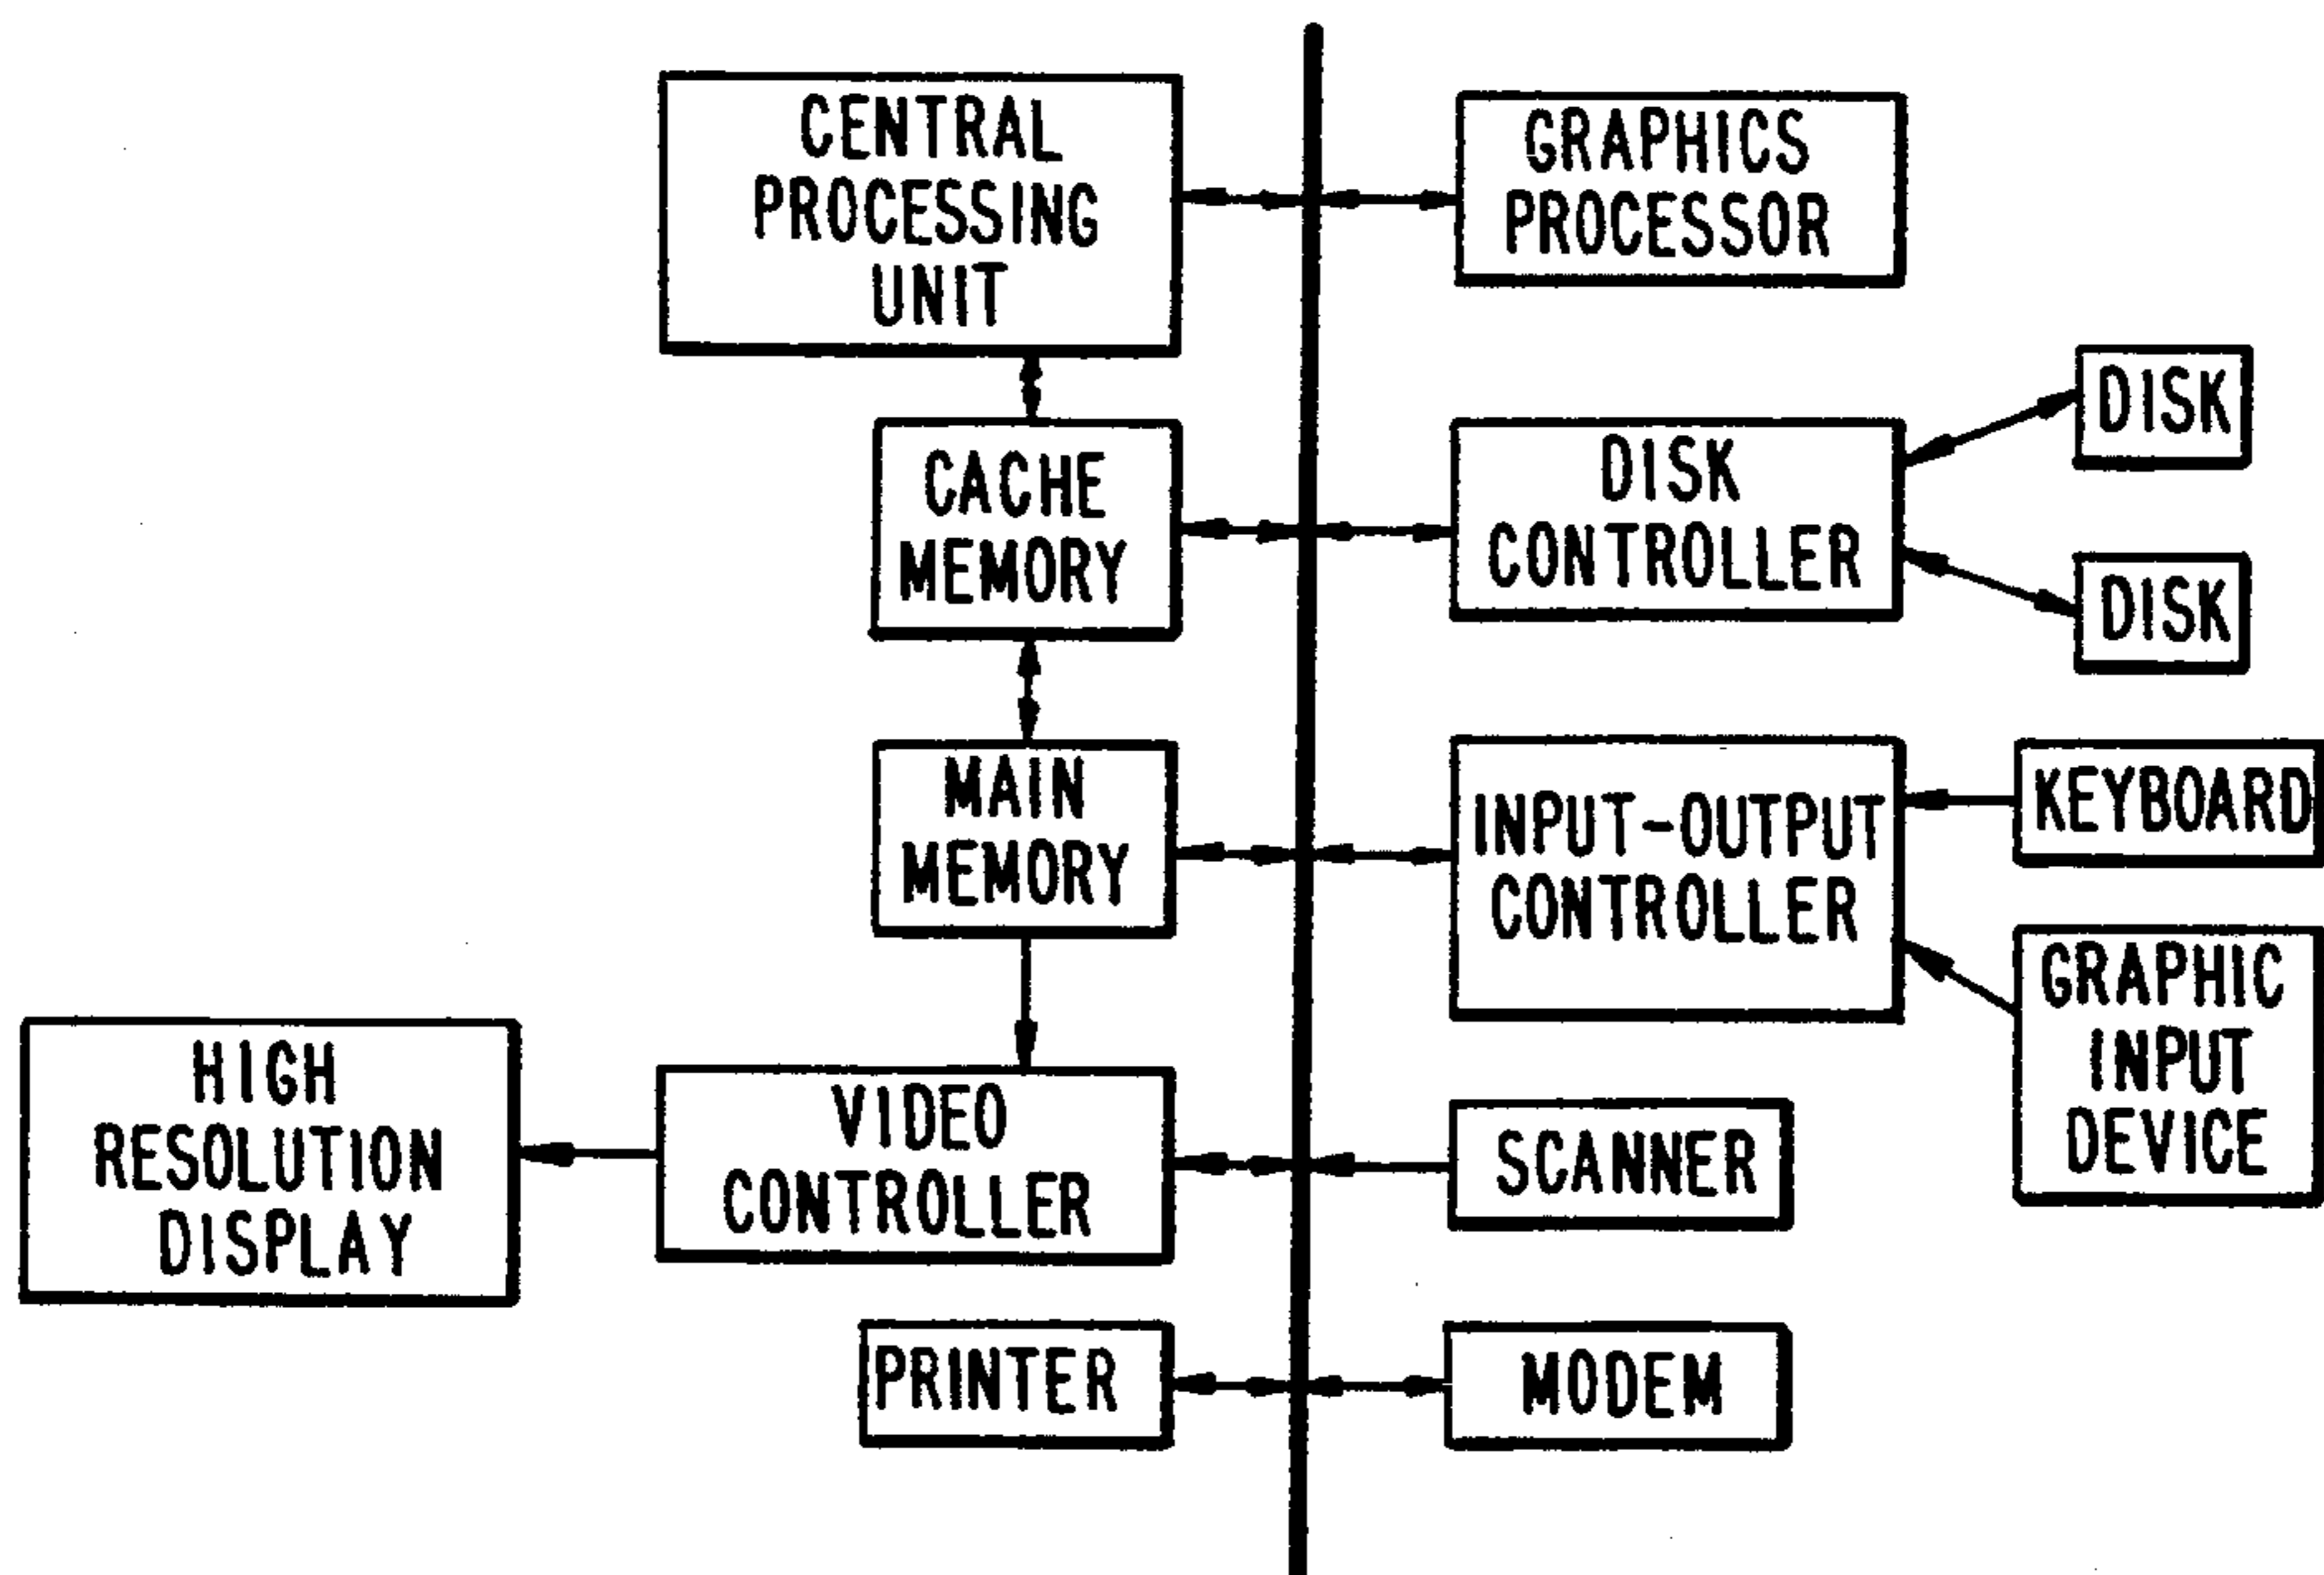 CENTRAL
PROCESSING
UNIT
GRAPHICS
PROCESSOR
CACHE
MEMORY
DISK
CONTROLLER
DISK
DISK
MAIN
MEMORY
INPUT-OUTPUT
CONTROLLER
KEYBOARD
GRAPHIC
INPUT
DEVICE
HIGH
RESOLUTION
DISPLAY
VIDEO
CONTROLLER
SCANNER
PRINTER
MODEM